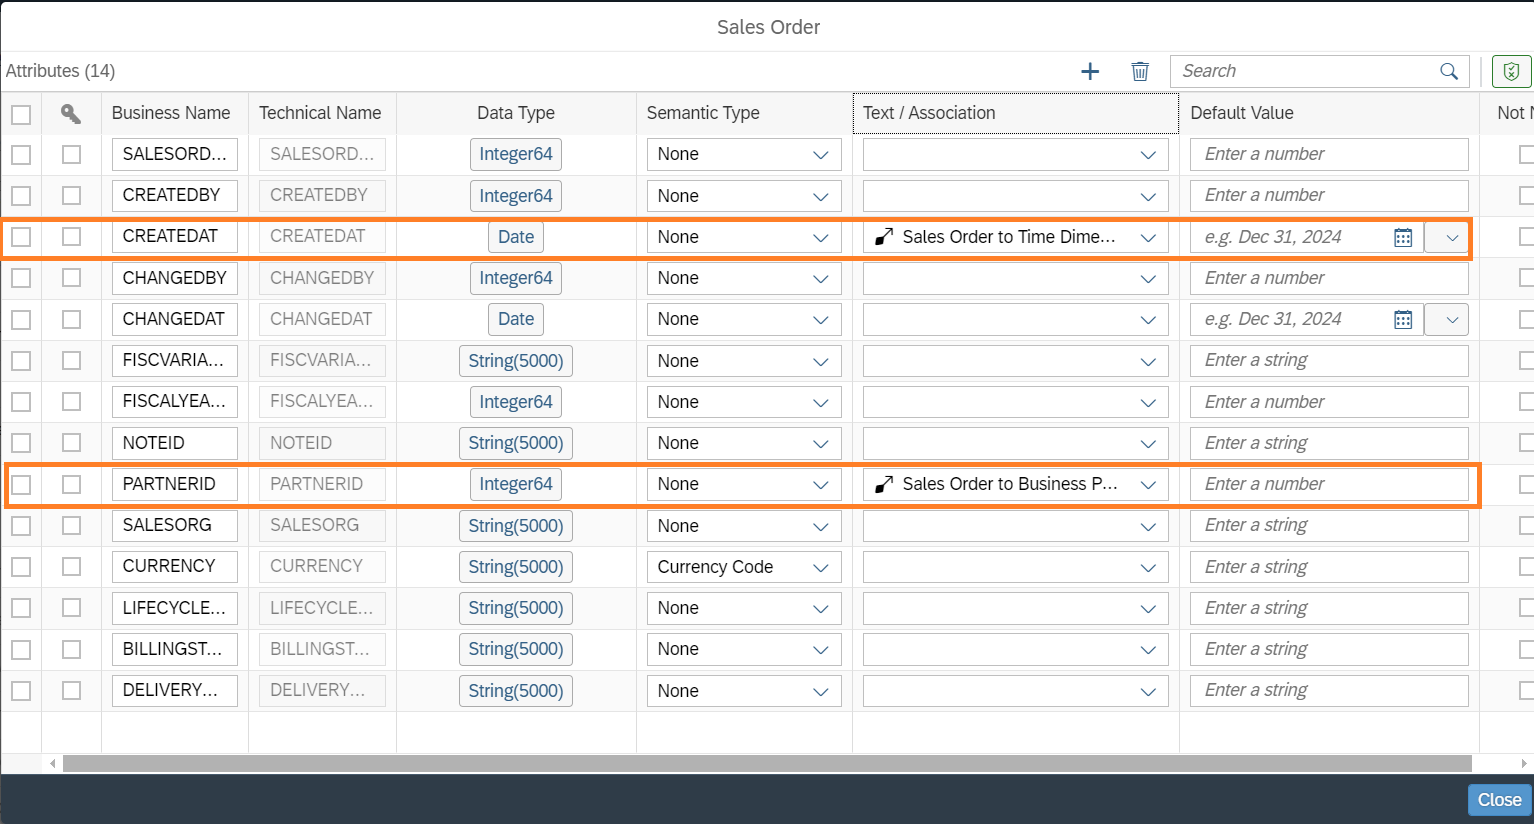 Sales Order
Attributes (14)
Search
Business Name Technical Name Data Type Semantic Type Text / Association Default Value Not N
SALESORD... SALESORD... Integer64 None Enter a number
CREATEDBY CREATEDBY Integer64 None Enter a number
CREATEDAT CREATEDAT Date None Sales Order to Time Dime... e.g. Dec 31, 2024
CHANGEDBY CHANGEDBY Integer64 None Enter a number
CHANGEDAT CHANGEDAT Date None e.g. Dec 31, 2024
FISCVARIA... FISCVARIA... String(5000) None Enter a string
FISCALYEA... FISCALYEA... Integer64 None Enter a number
NOTEID NOTEID String(5000) None Enter a string
PARTNERID PARTNERID Integer64 None Sales Order to Business P... Enter a number
SALESORG SALESORG String(5000) None Enter a string
CURRENCY CURRENCY String(5000) Currency Code Enter a string
LIFECYCLE... LIFECYCLE... String(5000) None Enter a string
BILLINGST... BILLINGST... String(5000) None Enter a string
DELIVERY... DELIVERY... String(5000) None Enter a string
Close